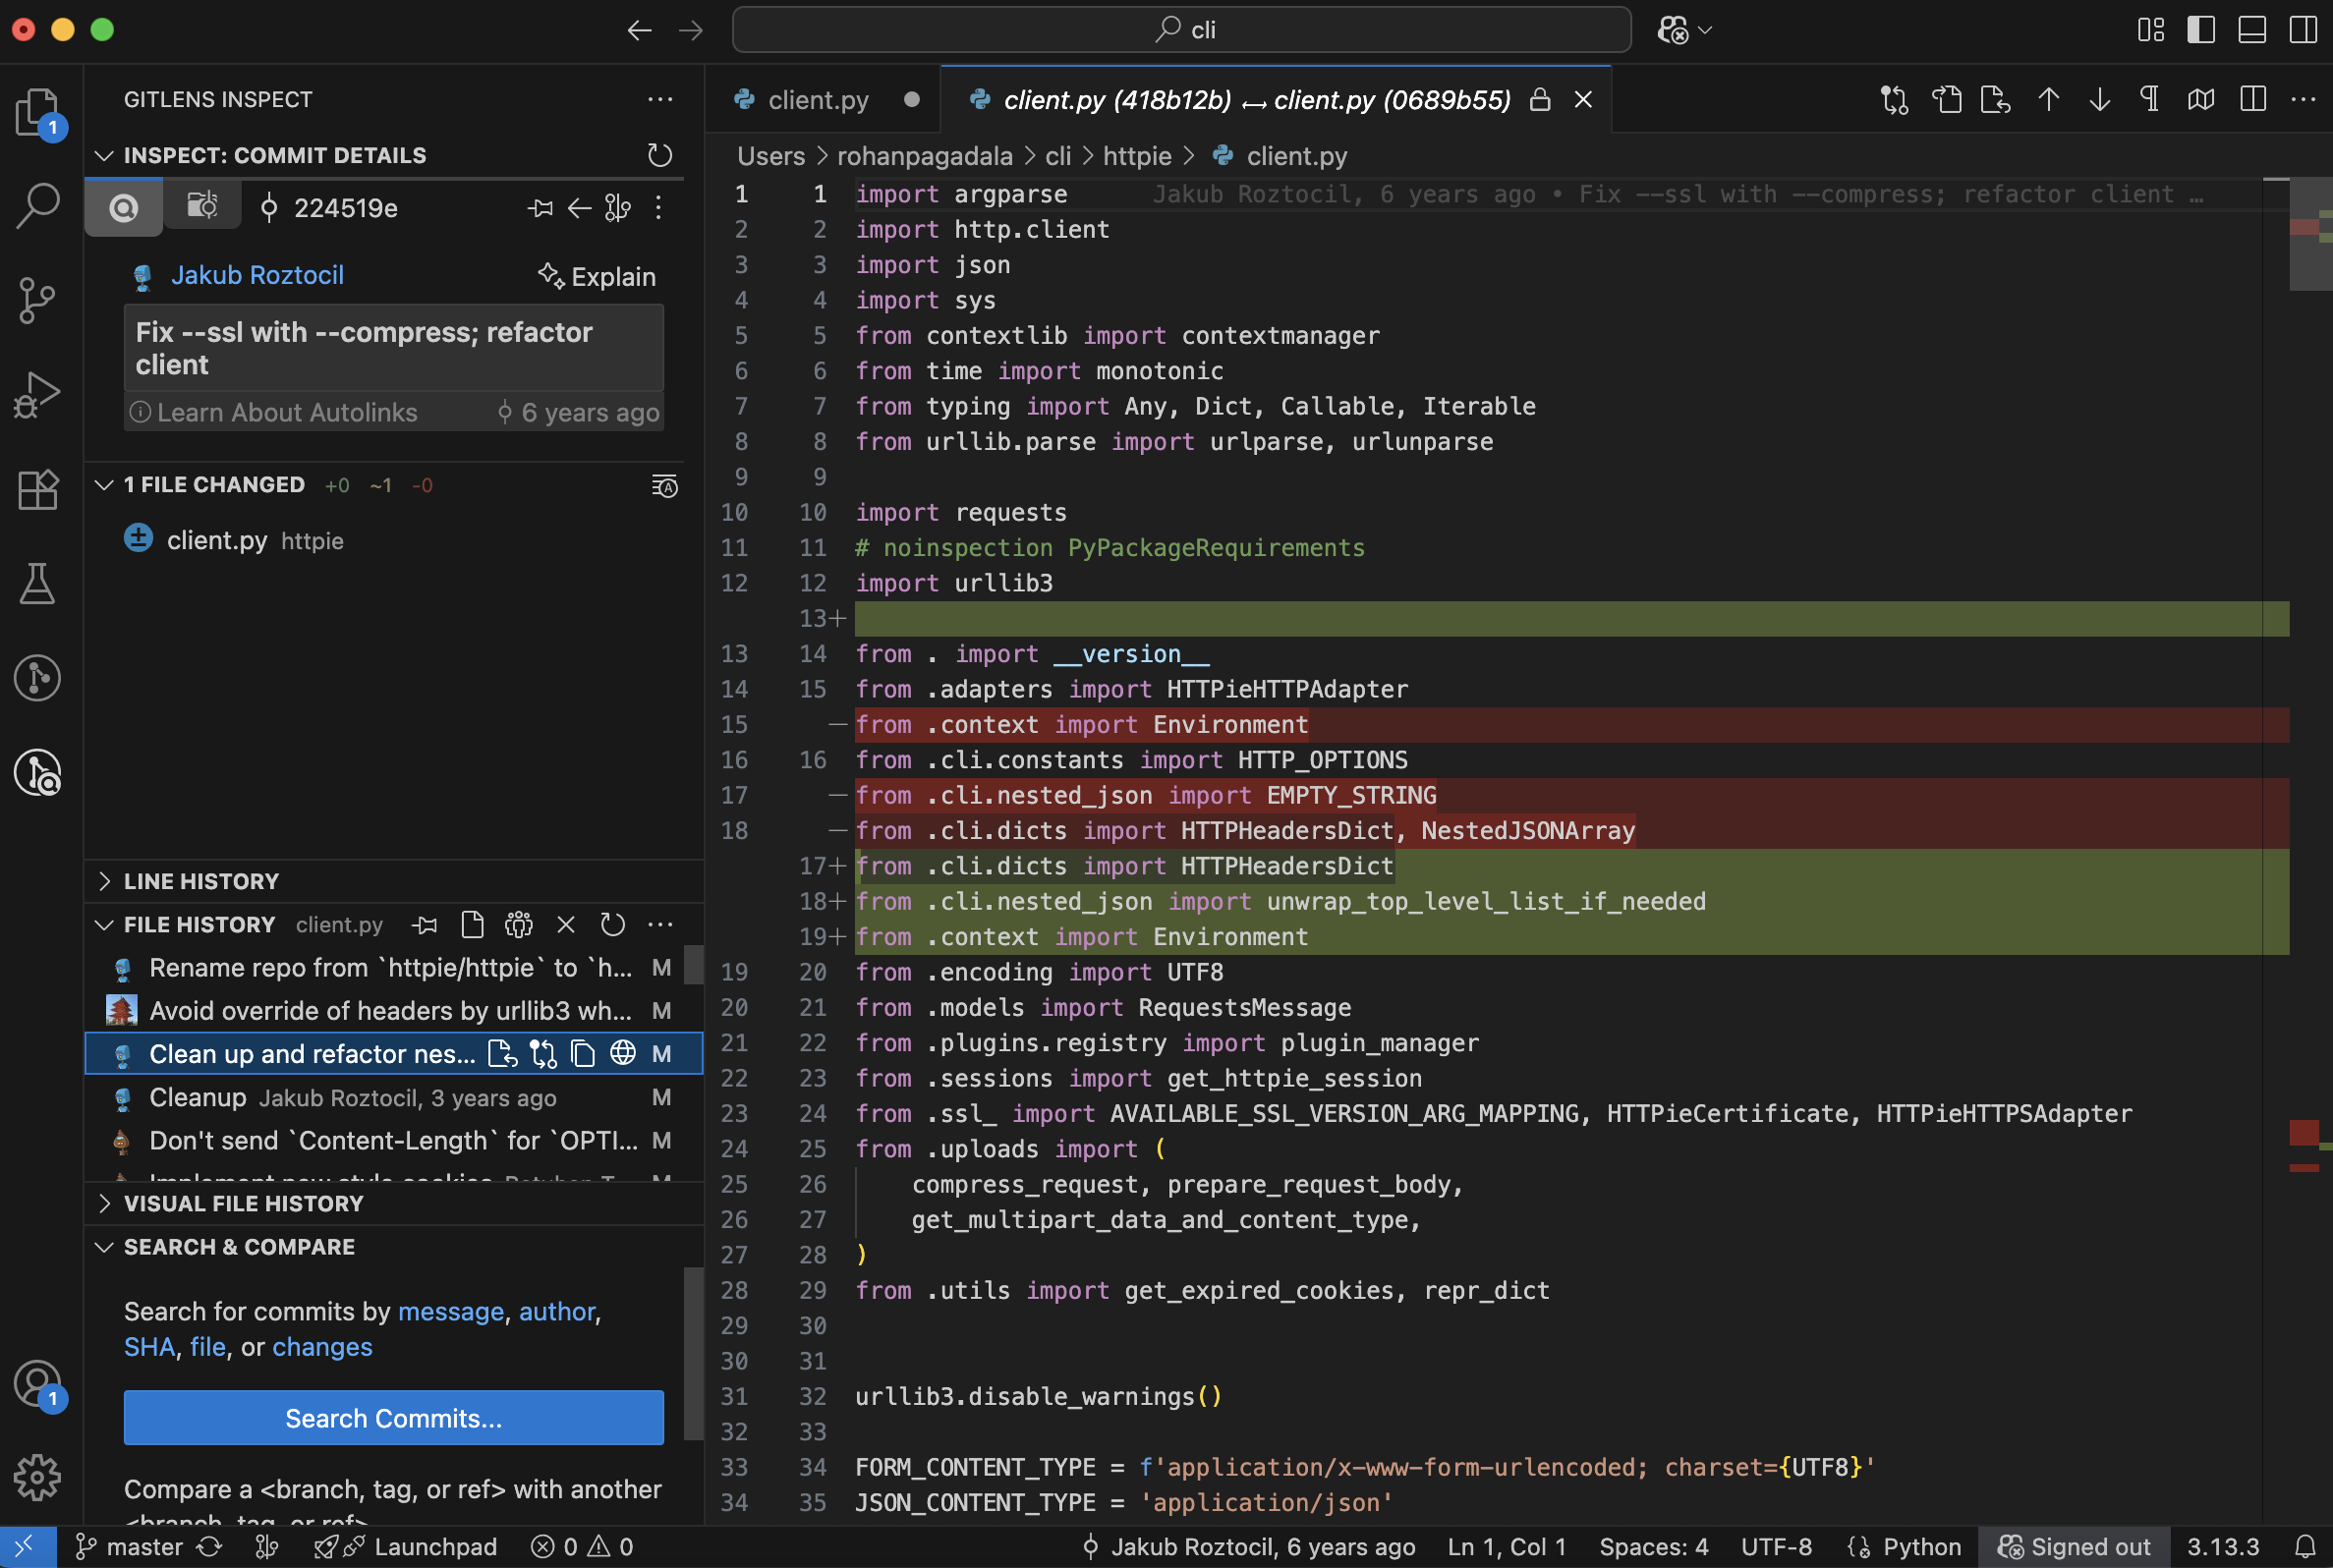 cli
GITLENS INSPECT
1
INSPECT: COMMIT DETAILS
224519e
Jakub Roztocil
Explain
Fix --ssl with --compress; refactor
client
Learn About Autolinks
6 years ago
1 FILE CHANGED +0 ~1 -0
client.py httpie
LINE HISTORY
FILE HISTORY client.py
Rename repo from `httpie/httpie` to `h... M
Avoid override of headers by urllib3 wh... M
Clean up and refactor nes... M
Cleanup Jakub Roztocil, 3 years ago M
Don't send `Content-Length` for `OPTI... M
VISUAL FILE HISTORY
SEARCH & COMPARE
Search for commits by message, author,
SHA, file, or changes
1
Search Commits...
Compare a <branch, tag, or ref> with another
<branch, tag, or ref>
client.py
client.py (418b12b) ↔ client.py (0689b55)
Users > rohanpagadala > cli > httpie > client.py
1 1 import argparse Jakub Roztocil, 6 years ago • Fix --ssl with --compress; refactor client …
2 2 import http.client
3 3 import json
4 4 import sys
5 5 from contextlib import contextmanager
6 6 from time import monotonic
7 7 from typing import Any, Dict, Callable, Iterable
8 8 from urllib.parse import urlparse, urlunparse
9 9
10 10 import requests
11 11 # noinspection PyPackageRequirements
12 12 import urllib3
13+
13 14 from . import __version__
14 15 from .adapters import HTTPieHTTPAdapter
15 — from .context import Environment
16 16 from .cli.constants import HTTP_OPTIONS
17 — from .cli.nested_json import EMPTY_STRING
18 — from .cli.dicts import HTTPHeadersDict, NestedJSONArray
17+ from .cli.dicts import HTTPHeadersDict
18+ from .cli.nested_json import unwrap_top_level_list_if_needed
19+ from .context import Environment
19 20 from .encoding import UTF8
20 21 from .models import RequestsMessage
21 22 from .plugins.registry import plugin_manager
22 23 from .sessions import get_httpie_session
23 24 from .ssl_ import AVAILABLE_SSL_VERSION_ARG_MAPPING, HTTPieCertificate, HTTPieHTTPSAdapter
24 25 from .uploads import (
25 26 compress_request, prepare_request_body,
26 27 get_multipart_data_and_content_type,
27 28 )
28 29 from .utils import get_expired_cookies, repr_dict
29 30
30 31
31 32 urllib3.disable_warnings()
32 33
33 34 FORM_CONTENT_TYPE = f'application/x-www-form-urlencoded; charset={UTF8}'
34 35 JSON_CONTENT_TYPE = 'application/json'
master
Launchpad
0 0
Jakub Roztocil, 6 years ago
Ln 1, Col 1
Spaces: 4
UTF-8
Python
Signed out
3.13.3